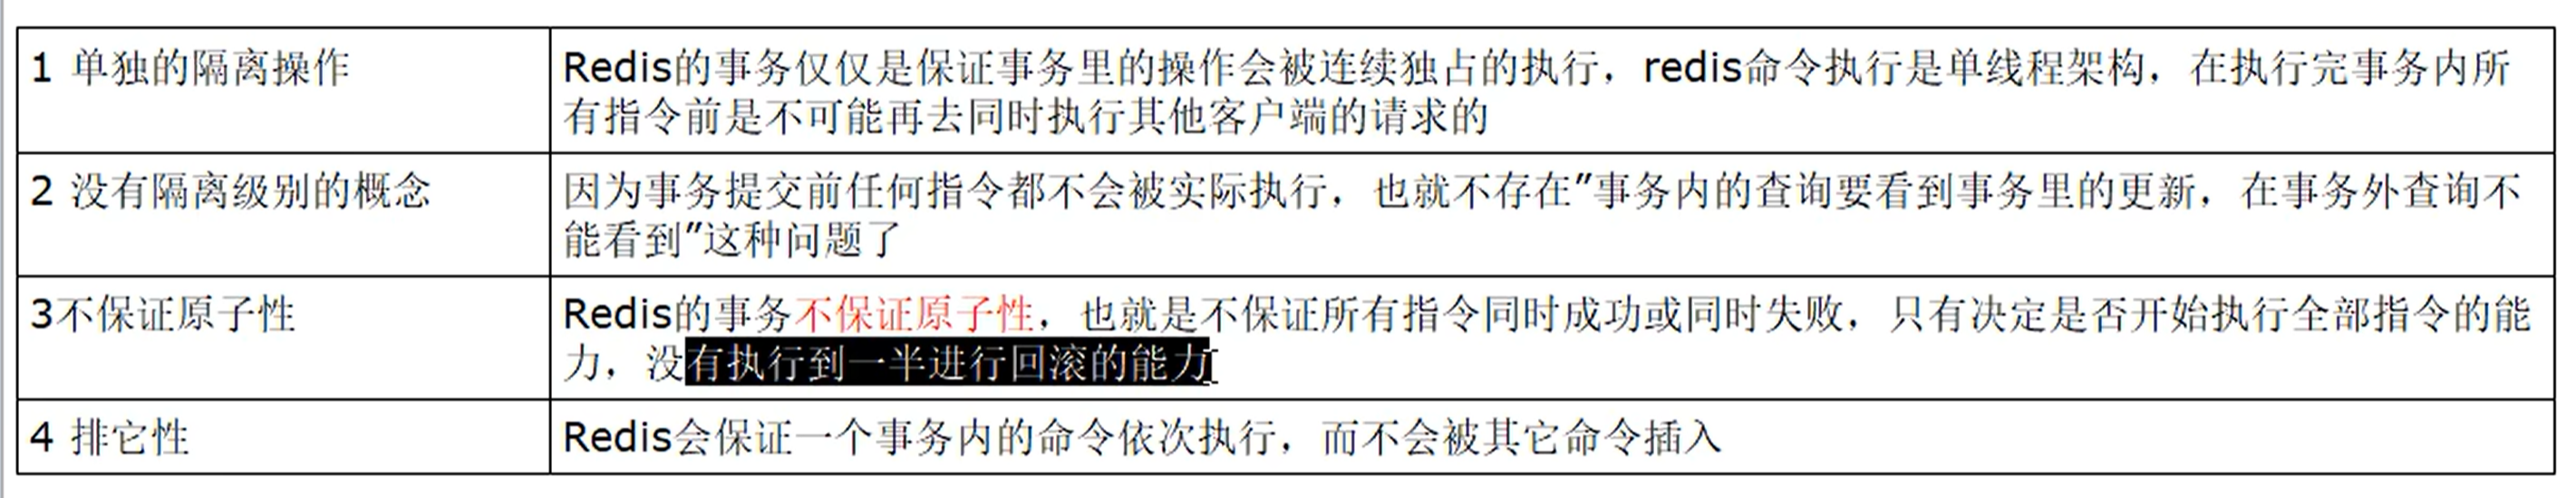 1 单独的隔离操作
Redis的事务仅仅是保证事务里的操作会被连续独占的执行，redis命令执行是单线程架构，在执行完事务内所
有指令前是不可能再去同时执行其他客户端的请求的
2 没有隔离级别的概念
因为事务提交前任何指令都不会被实际执行，也就不存在"事务内的查询要看到事务里的更新，在事务外查询不
能看到"这种问题了
3不保证原子性
Redis的事务不保证原子性，也就是不保证所有指令同时成功或同时失败，只有决定是否开始执行全部指令的能
力，没有执行到一半进行回滚的能力
4 排它性
Redis会保证一个事务内的命令依次执行，而不会被其它命令插入